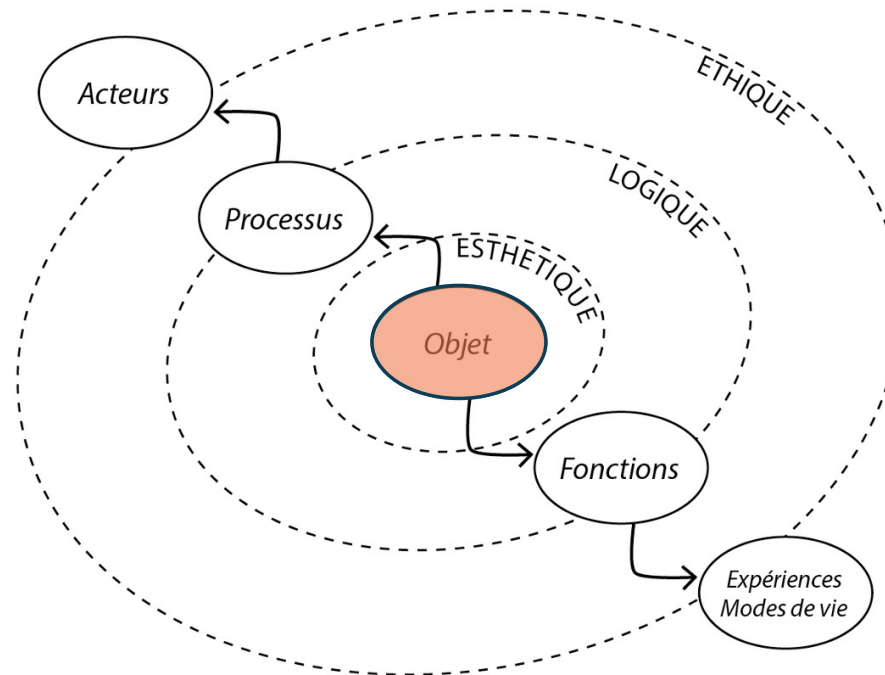 Acteurs
ETHIQUE
LOGIQUE
Processus
ESTHETIQUE
Objet
Fonctions
Expériences
Modes de vie